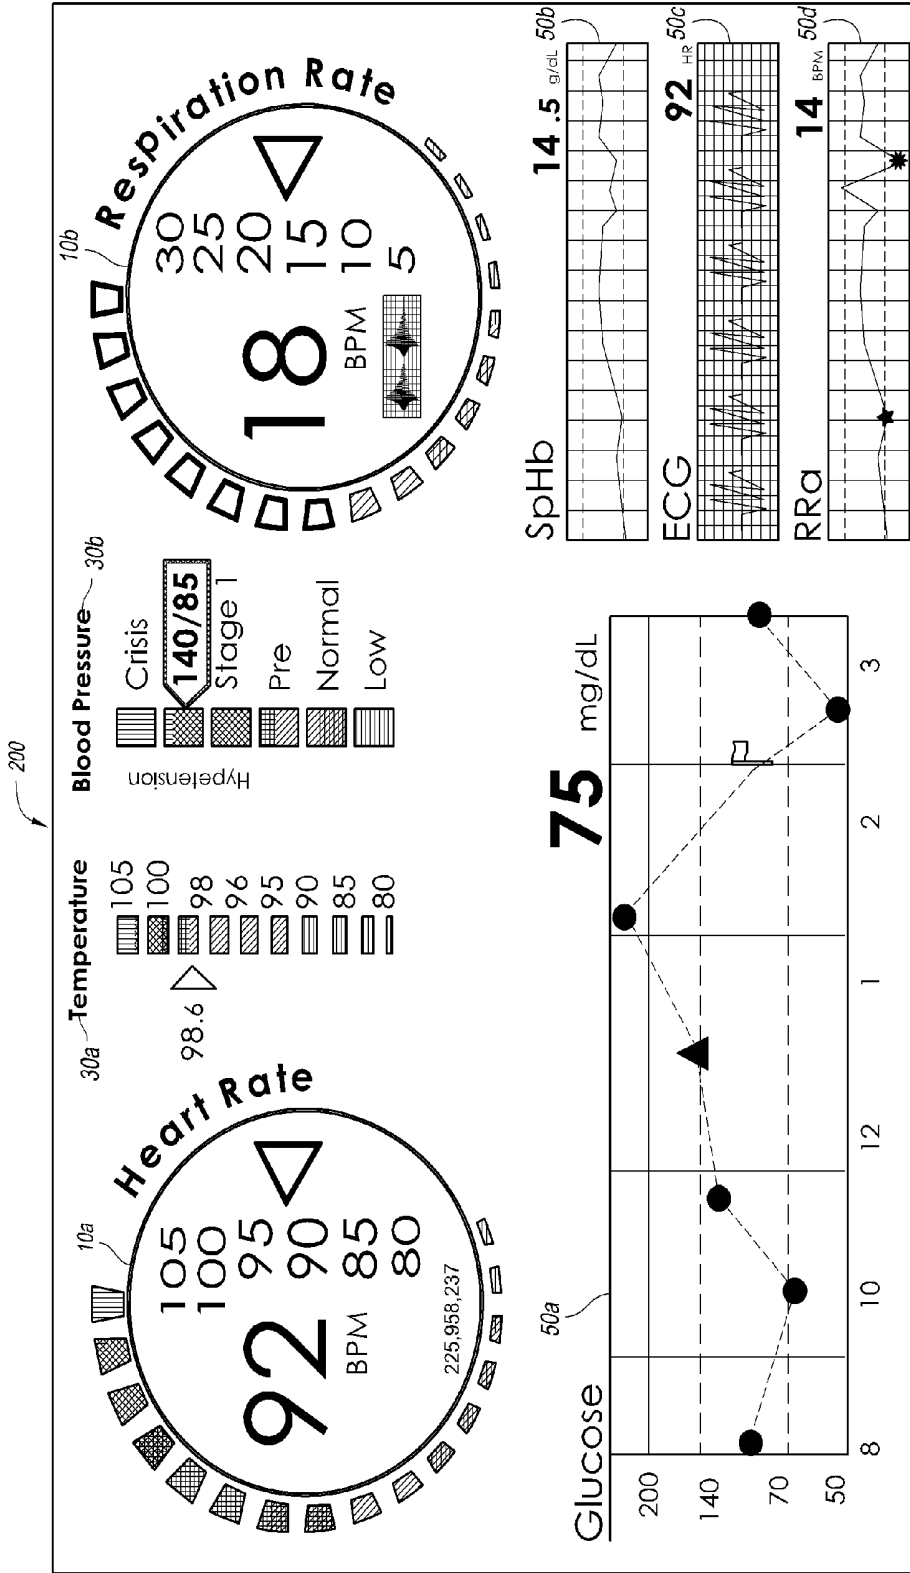 200
10a
Heart Rate
105
100
95
90
85
80
92
BPM
225,958,237
30a
Temperature
105
100
98
96
95
90
85
80
98.6
Blood Pressure
30b
Hypetension
Crisis
140/85
Stage 1
Pre
Normal
Low
10b
Respiration Rate
30
25
20
15
10
5
18
BPM
Glucose
50a
75 mg/dL
200
140
70
50
8
10
12
1
2
3
SpHb
14.5 g/dL
50b
ECG
92 HR
50c
RRa
14 BPM
50d